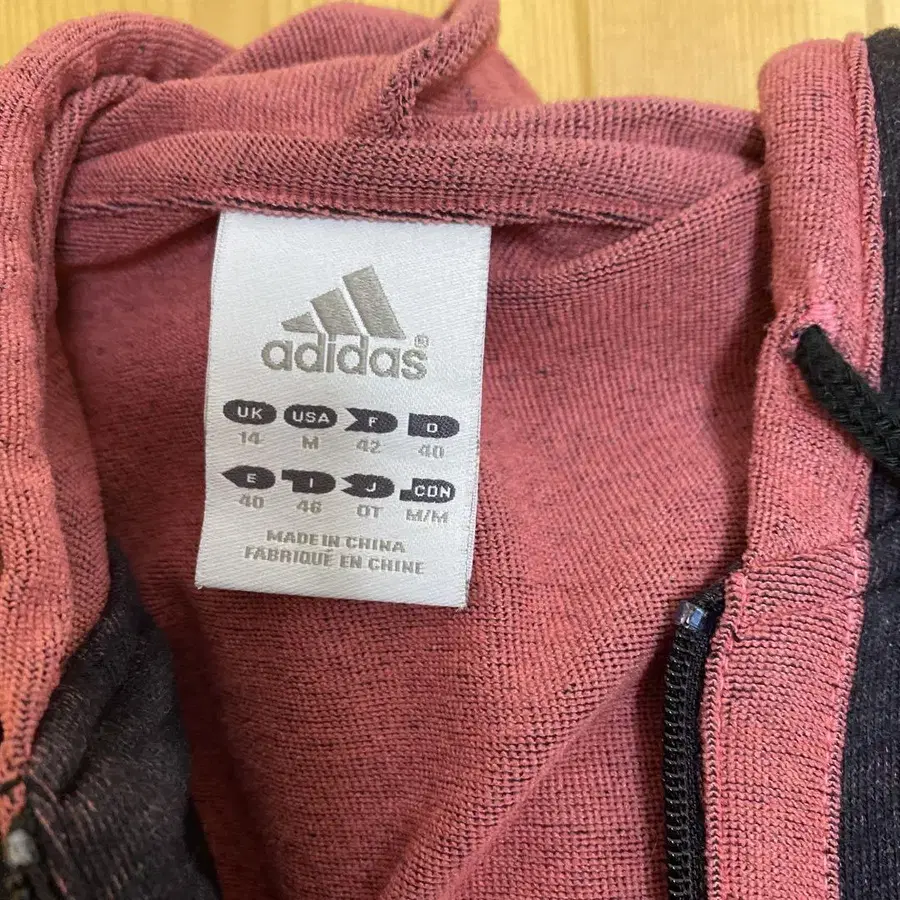 adidas®
UK USA F D
14 M 42 40
E I J CDN
40 46 OT M/M
MADE IN CHINA
FABRIQUÉ EN CHINE